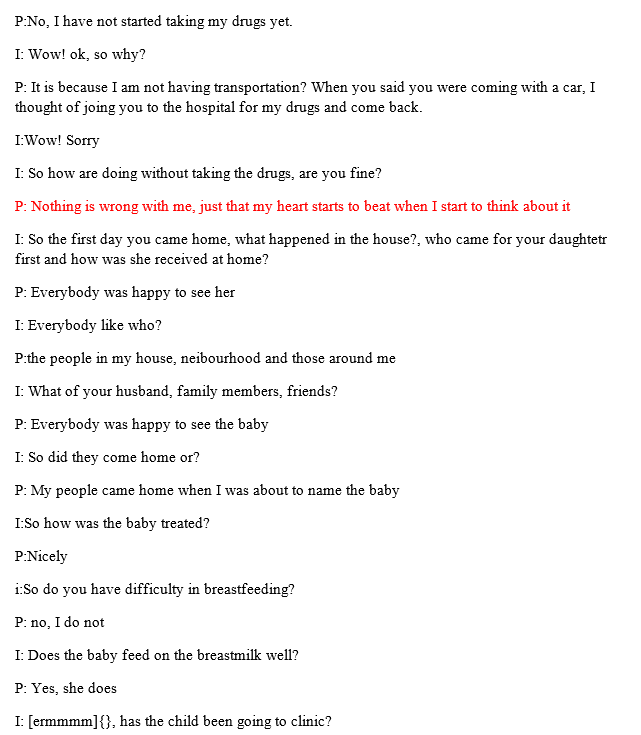 P:No, I have not started taking my drugs yet.
I: Wow! ok, so why?
P: It is because I am not having transportation? When you said you were coming with a car, I
thought of joing you to the hospital for my drugs and come back.
I:Wow! Sorry
I: So how are doing without taking the drugs, are you fine?
P: Nothing is wrong with me, just that my heart starts to beat when I start to think about it
I: So the first day you came home, what happened in the house?, who came for your daughtetr
first and how was she received at home?
P: Everybody was happy to see her
I: Everybody like who?
P:the people in my house, neibourhood and those around me
I: What of your husband, family members, friends?
P: Everybody was happy to see the baby
I: So did they come home or?
P: My people came home when I was about to name the baby
I:So how was the baby treated?
P:Nicely
i:So do you have difficulty in breastfeeding?
P: no, I do not
I: Does the baby feed on the breastmilk well?
P: Yes, she does
I: [ermmmm]{}, has the child been going to clinic?